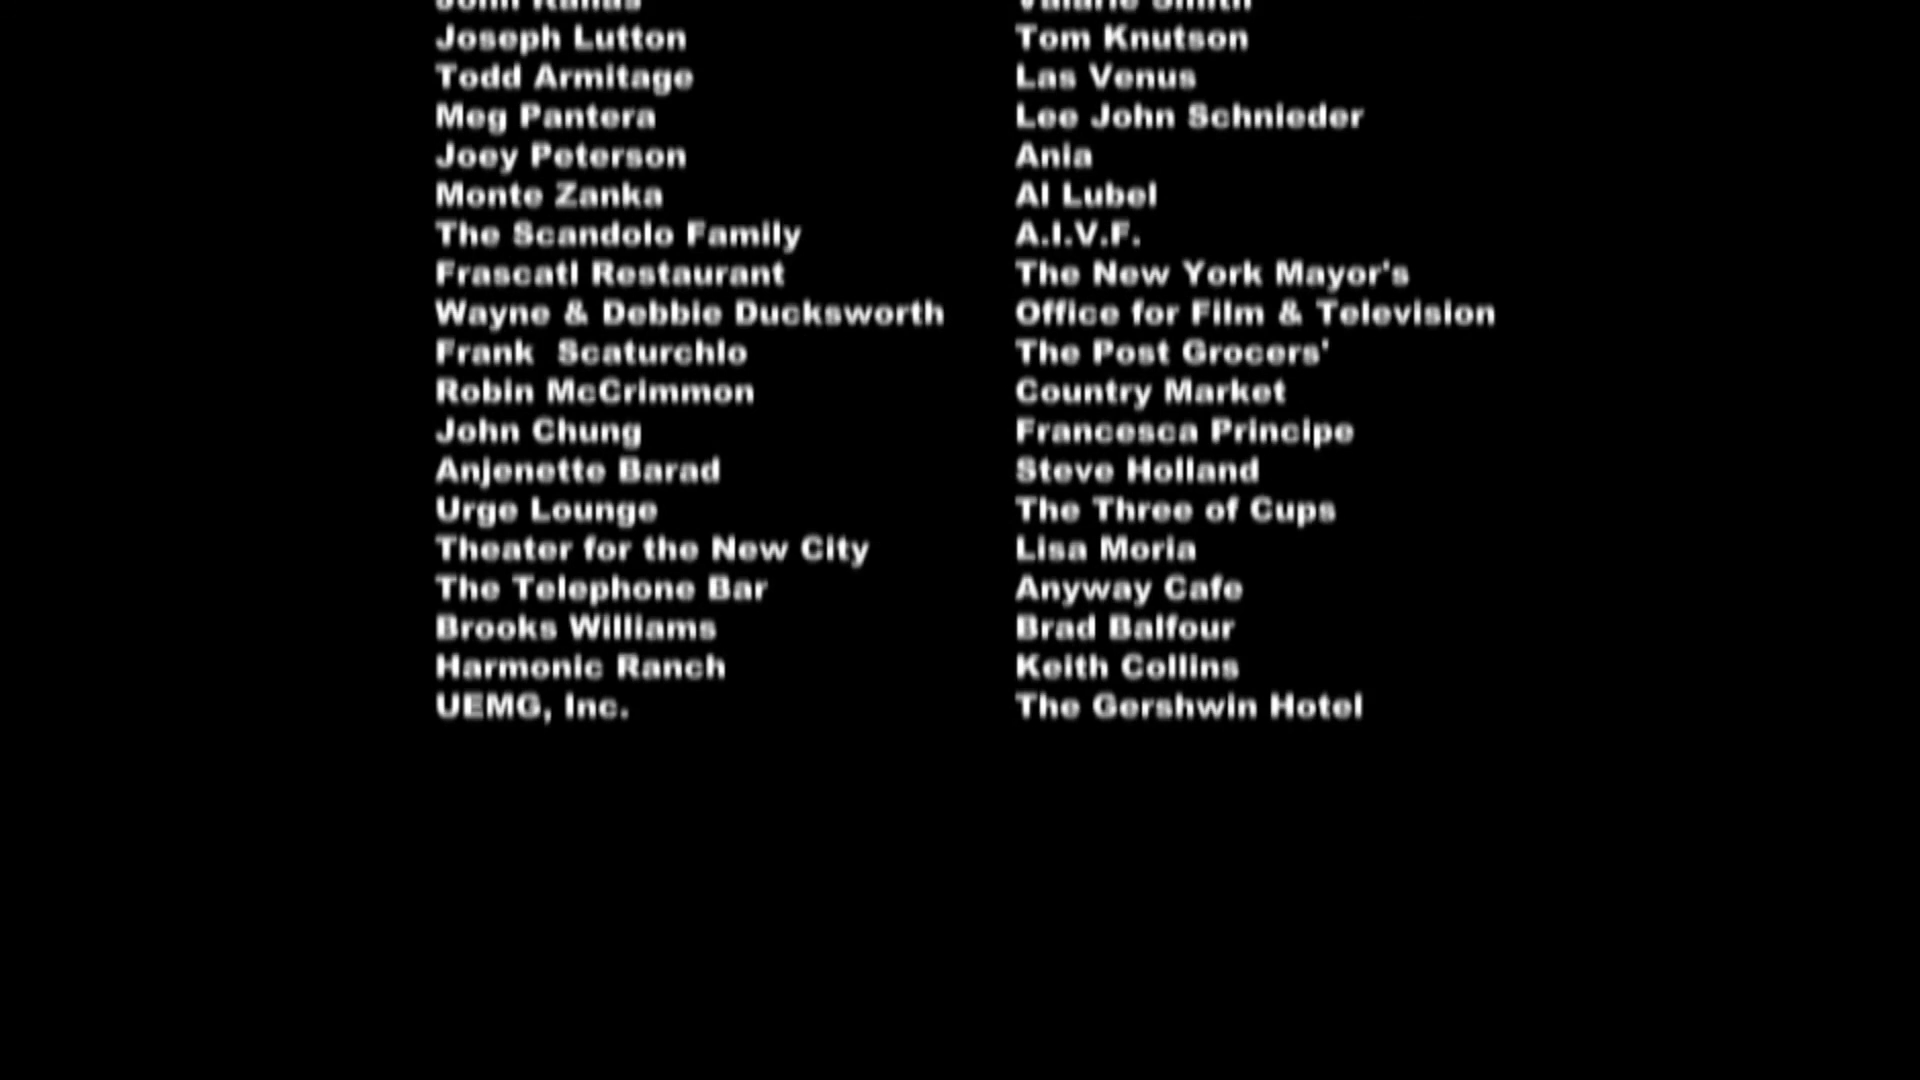 Joseph Lutton
Todd Armitage
Meg Pantera
Joey Peterson
Monte Zanka
The Scandolo Family
Frascati Restaurant
Wayne & Debbie Ducksworth
Frank  Scaturchio
Robin McCrimmon
John Chung
Anjenette Barad
Urge Lounge
Theater for the New City
The Telephone Bar
Brooks Williams
Harmonic Ranch
UEMG, Inc.
Valarie Smith
Tom Knutson
Las Venus
Lee John Schnieder
Ania
Al Lubel
A.I.V.F.
The New York Mayor's
Office for Film & Television
The Post Grocers'
Country Market
Francesca Principe
Steve Holland
The Three of Cups
Lisa Moria
Anyway Cafe
Brad Balfour
Keith Collins
The Gershwin Hotel